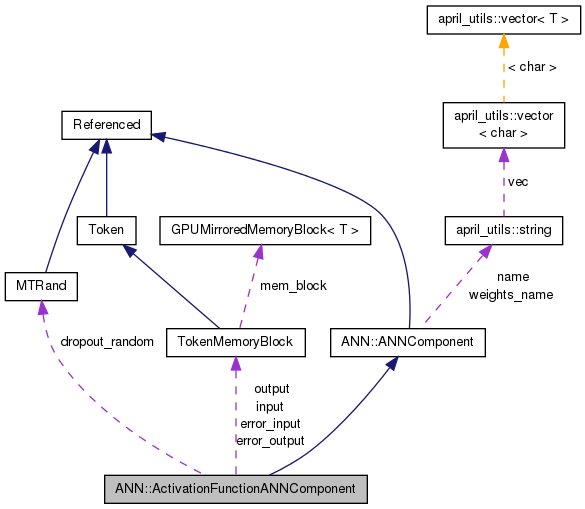 april_utils::vector< T >
< char >
april_utils::vector
< char >
Referenced
vec
Token
GPUMirroredMemoryBlock< T >
april_utils::string
MTRand
mem_block
name
weights_name
dropout_random
TokenMemoryBlock
ANN::ANNComponent
output
input
error_input
error_output
ANN::ActivationFunctionANNComponent